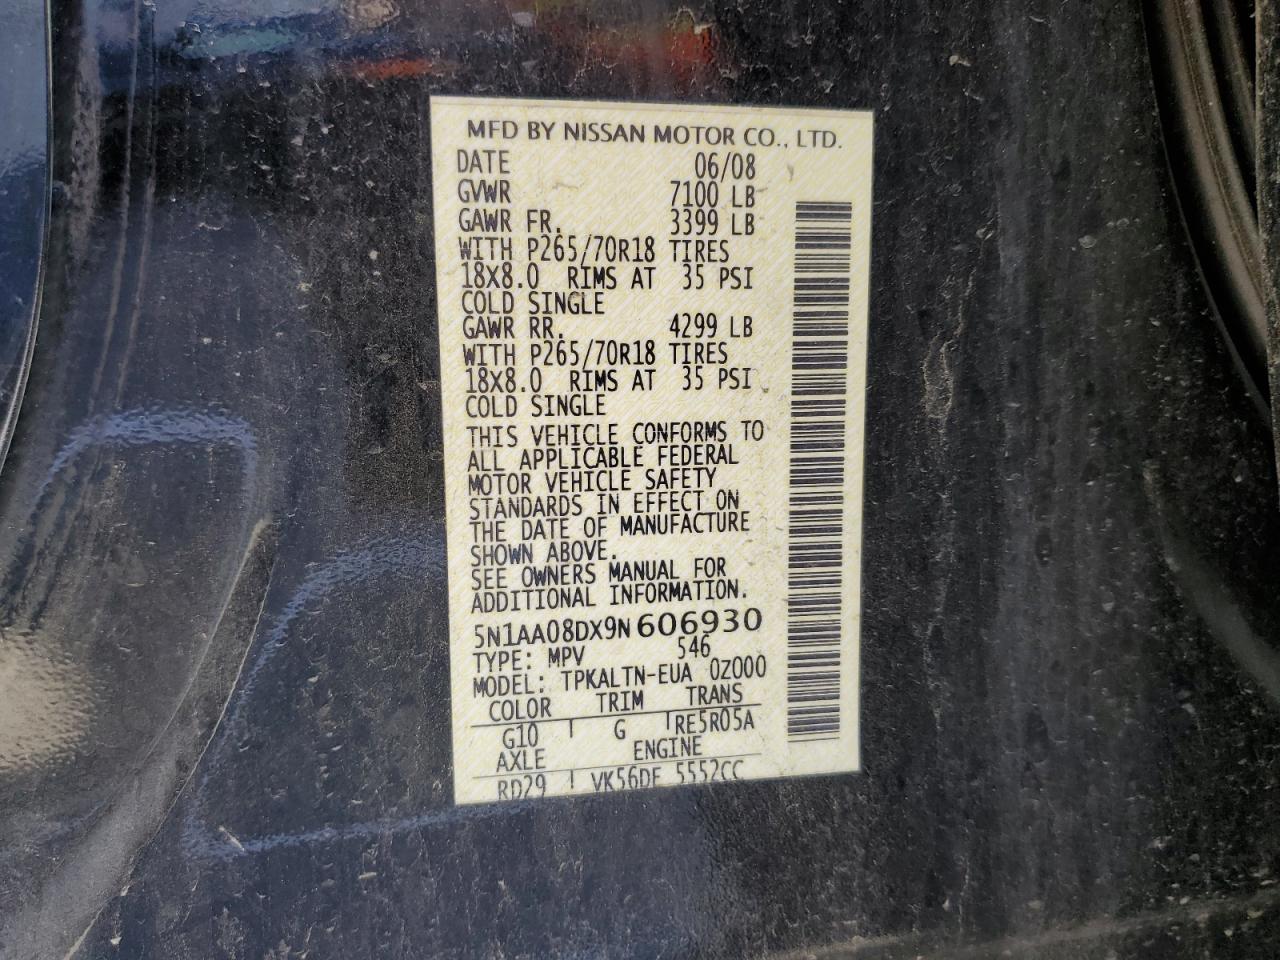 MFD BY NISSAN MOTOR CO., LTD.
DATE 06/08
GVWR 7100 LB
GAWR FR. 3399 LB
WITH P265/70R18 TIRES
18X8.0 RIMS AT 35 PSI
COLD SINGLE
GAWR RR. 4299 LB
WITH P265/70R18 TIRES
18X8.0 RIMS AT 35 PSI
COLD SINGLE
THIS VEHICLE CONFORMS TO
ALL APPLICABLE FEDERAL
MOTOR VEHICLE SAFETY
STANDARDS IN EFFECT ON
THE DATE OF MANUFACTURE
SHOWN ABOVE.
SEE OWNERS MANUAL FOR
ADDITIONAL INFORMATION.
5N1AA08DX9N606930
TYPE: MPV 546
MODEL: TPKALTN-EUA 0Z000
COLOR TRIM TRANS
G10 G RE5R05A
AXLE ENGINE
RD29 VK56DE 5552CC